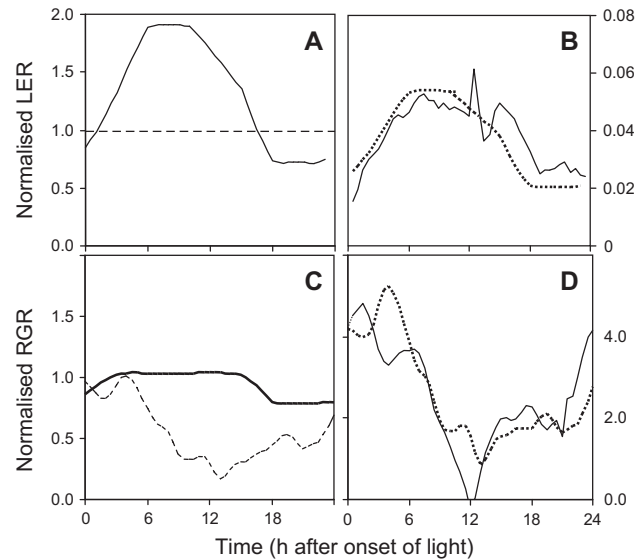 A
B
2.0
1.5
1.0
0.5
0.0
Normalised LER
0.08
0.06
0.04
0.02
0
C
D
1.5
1.0
0.5
0.0
Normalised RGR
4.0
2.0
0.0
0 6 12 18
0 6 12 18 24
Time (h after onset of light)